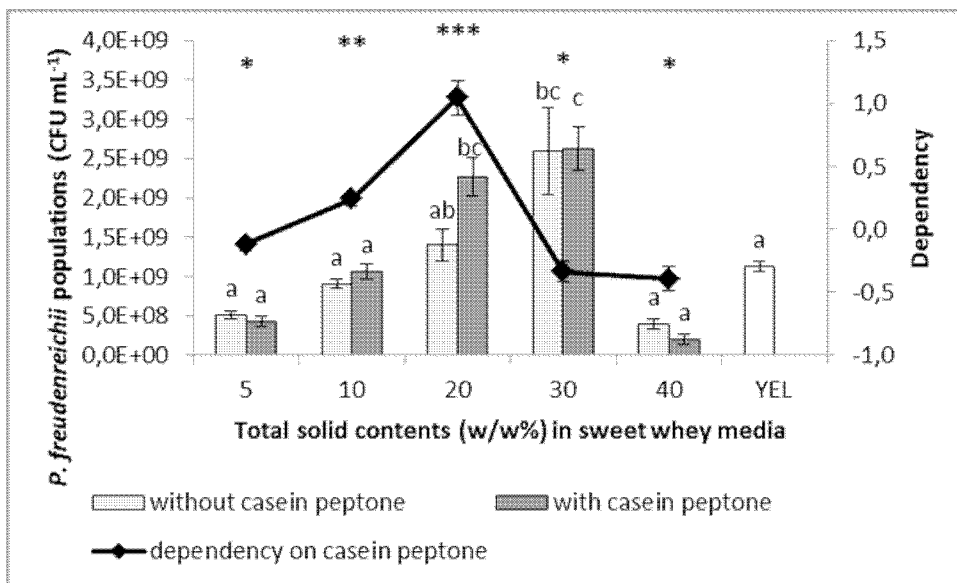 P. freudenreichii populations (CFU mL⁻¹)
4,0E+09
3,5E+09
3,0E+09
2,5E+09
2,0E+09
1,5E+09
1,0E+09
5,0E+08
0,0E+00
* ** *** * *
a a a a ab bc bc c a a a
1,5
1,0
0,5
0,0
-0,5
-1,0
Dependency
5 10 20 30 40 YEL
Total solid contents (w/w%) in sweet whey media
without casein peptone with casein peptone
dependency on casein peptone